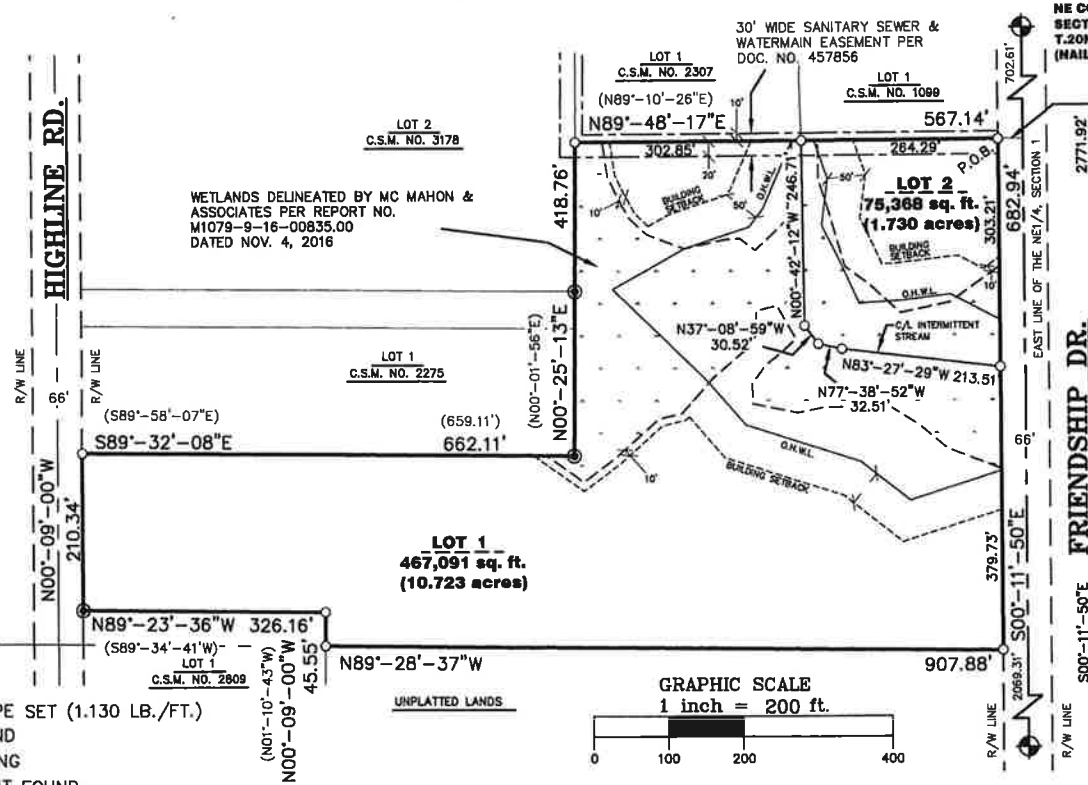 NE CO
SECT
T.20N
(NAIL
30' WIDE SANITARY SEWER &
WATERMAIN EASEMENT PER
DOC. NO. 457856
LOT 1
C.S.M. NO. 2307
LOT 1
C.S.M. NO. 1099
702.61'
(N89°-10'-26"E)
10'
N89°-48'-17"E
567.14'
302.85'
264.29'
P.O.B.
2771.92'
HIGHLINE RD.
LOT 2
C.S.M. NO. 3178
WETLANDS DELINEATED BY MC MAHON &
ASSOCIATES PER REPORT NO.
M1079-9-16-00835.00
DATED NOV. 4, 2016
418.76'
20'
10'
BUILDING
SETBACK
50'
O.H.W.L.
N00°-42'-12"W 246.71'
50'
LOT 2
75,368 sq. ft.
(1.730 acres)
303.21'
682.94'
BUILDING
SETBACK
10'
O.H.W.L.
EAST LINE OF THE NE1/4, SECTION 1
C/L INTERMITTENT
STREAM
N37°-08'-59"W
30.52'
N83°-27'-29"W 213.51
N77°-38'-52"W
32.51'
LOT 1
C.S.M. NO. 2275
(N00°-01'-56"E)
N00°-25'-13"E
R/W LINE
66'
R/W LINE
(S89°-58'-07"E)
S89°-32'-08"E
(659.11')
662.11'
10'
O.H.W.L.
BUILDING SETBACK
66'
FRIENDSHIP DR.
N00°-09'-00"W
210.34'
LOT 1
467,091 sq. ft.
(10.723 acres)
379.73'
S00°-11'-50"E
S00°-11'-50"E
N89°-23'-36"W 326.16'
(S89°-34'-41'W)
LOT 1
C.S.M. NO. 2609
(N01°-10'-43"W)
N00°-09'-00"W
45.55'
N89°-28'-37"W
907.88'
UNPLATTED LANDS
2069.31'
R/W LINE
R/W LINE
GRAPHIC SCALE
1 inch = 200 ft.
0 100 200 400
PE SET (1.130 LB./FT.)
ND
NG
T FOUND